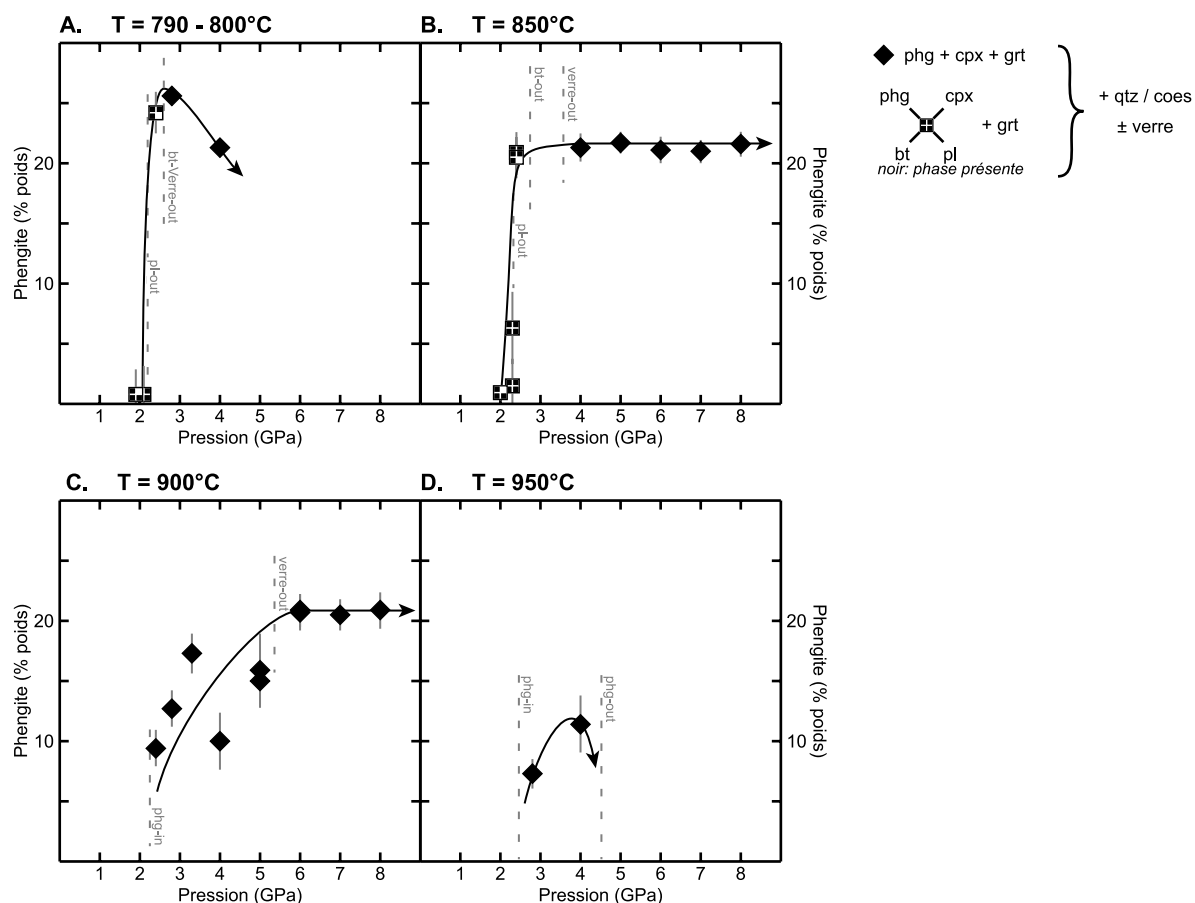 A. T = 790 - 800°C
B. T = 850°C
Phengite (% poids)
20
10
bt-Verre-out
pl-out
1 2 3 4 5 6 7 8
Pression (GPa)
bt-out
verre-out
pl-out
1 2 3 4 5 6 7 8
Pression (GPa)
20
10
Phengite (% poids)
phg + cpx + grt
phg cpx
+ grt
bt pl
noir: phase présente
+ qtz / coes
± verre
C. T = 900°C
D. T = 950°C
Phengite (% poids)
20
10
phg-in
verre-out
1 2 3 4 5 6 7 8
Pression (GPa)
phg-in
phg-out
1 2 3 4 5 6 7 8
Pression (GPa)
20
10
Phengite (% poids)